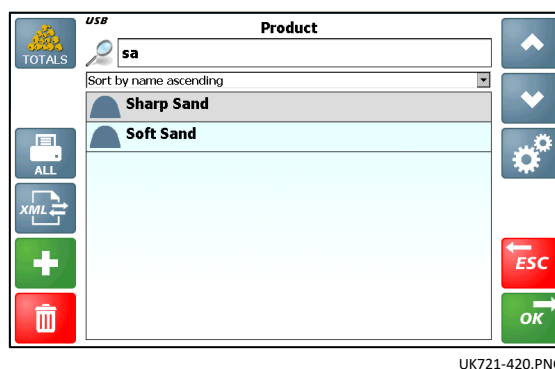 USB
Product
TOTALS
sa
Sort by name ascending
Sharp Sand
Soft Sand
ALL
XML
ESC
OK
UK721-420.PNG